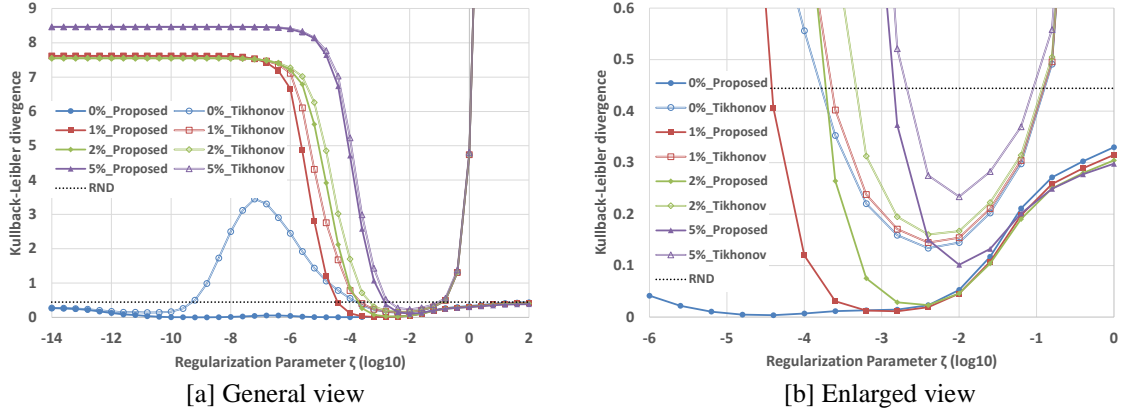 9
8
7
6
5
4
3
2
1
0
Kullback-Leibler divergence
0%_Proposed
0%_Tikhonov
1%_Proposed
1%_Tikhonov
2%_Proposed
2%_Tikhonov
5%_Proposed
5%_Tikhonov
RND
-14 -12 -10 -8 -6 -4 -2 0 2
Regularization Parameter ζ (log10)
[a] General view
0.6
0.5
0.4
0.3
0.2
0.1
0
Kullback-Leibler divergence
0%_Proposed
0%_Tikhonov
1%_Proposed
1%_Tikhonov
2%_Proposed
2%_Tikhonov
5%_Proposed
5%_Tikhonov
RND
-6 -5 -4 -3 -2 -1 0
Regularization Parameter ζ (log10)
[b] Enlarged view